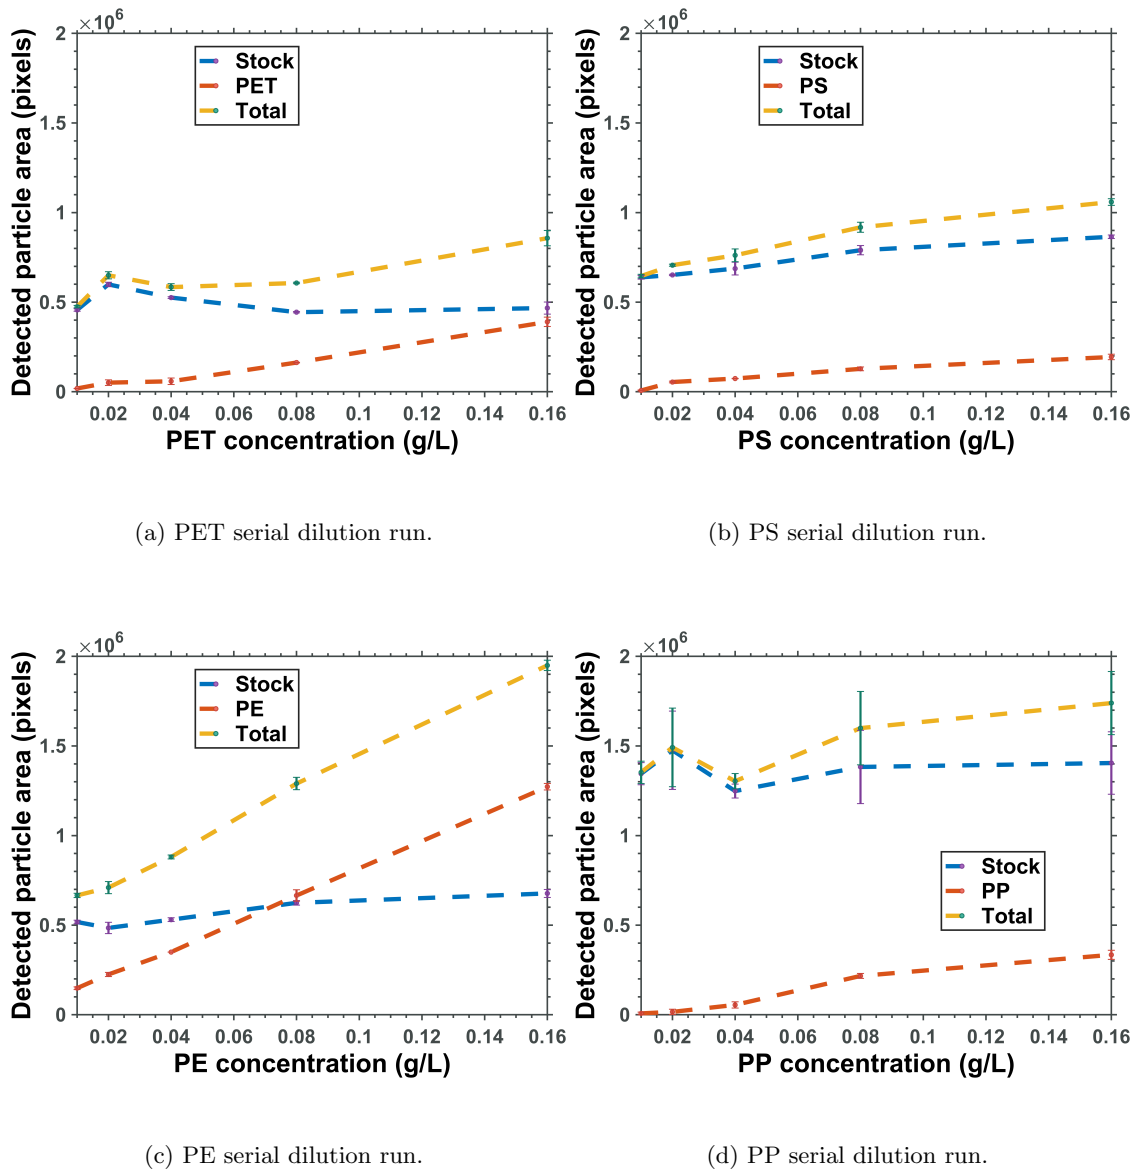 ×10^6
2
1.5
1
0.5
0
Detected particle area (pixels)
Stock
PET
Total
0.02 0.04 0.06 0.08 0.1 0.12 0.14 0.16
PET concentration (g/L)
(a) PET serial dilution run.
×10^6
2
1.5
1
0.5
0
Detected particle area (pixels)
Stock
PS
Total
0.02 0.04 0.06 0.08 0.1 0.12 0.14 0.16
PS concentration (g/L)
(b) PS serial dilution run.
×10^6
2
1.5
1
0.5
0
Detected particle area (pixels)
Stock
PE
Total
0.02 0.04 0.06 0.08 0.1 0.12 0.14 0.16
PE concentration (g/L)
(c) PE serial dilution run.
×10^6
2
1.5
1
0.5
0
Detected particle area (pixels)
Stock
PP
Total
0.02 0.04 0.06 0.08 0.1 0.12 0.14 0.16
PP concentration (g/L)
(d) PP serial dilution run.